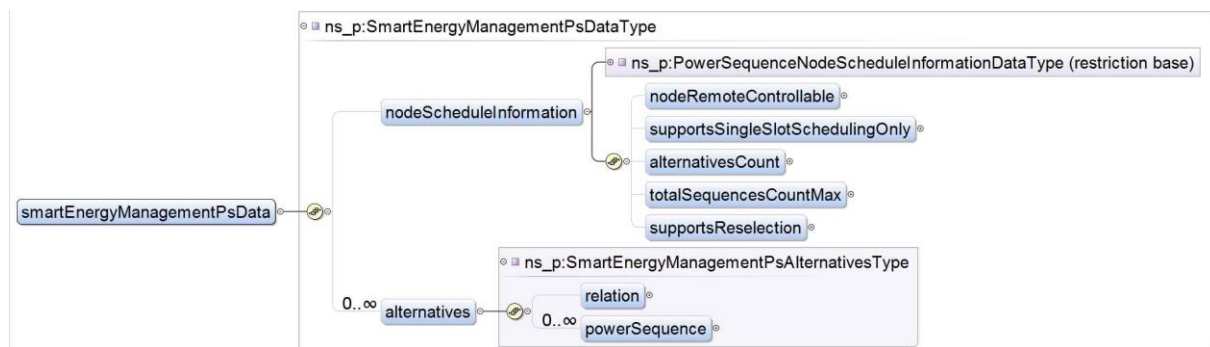 ns_p:SmartEnergyManagementPsDataType
ns_p:PowerSequenceNodeScheduleInformationDataType (restriction base)
nodeRemoteControllable
nodeScheduleInformation
supportsSingleSlotSchedulingOnly
alternativesCount
totalSequencesCountMax
smartEnergyManagementPsData
supportsReselection
ns_p:SmartEnergyManagementPsAlternativesType
relation
0..∞ alternatives
0..∞ powerSequence